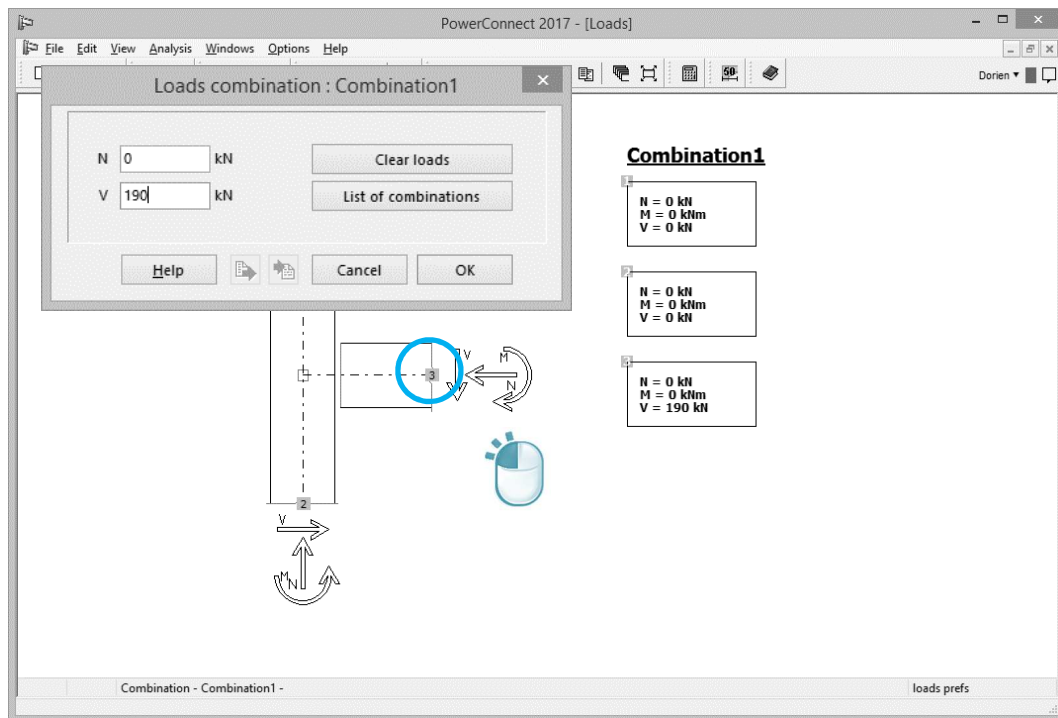 PowerConnect 2017 - [Loads]
File Edit View Analysis Windows Options Help
50-
Dorien
Loads combination : Combination1
N 0 kN Clear loads
V 190 kN List of combinations
Help Cancel OK
Combination1
1
N = 0 kN
M = 0 kNm
V = 0 kN
2
N = 0 kN
M = 0 kNm
V = 0 kN
3
N = 0 kN
M = 0 kNm
V = 190 kN
3 V M N
2
V
M N
Combination - Combination1 - loads prefs